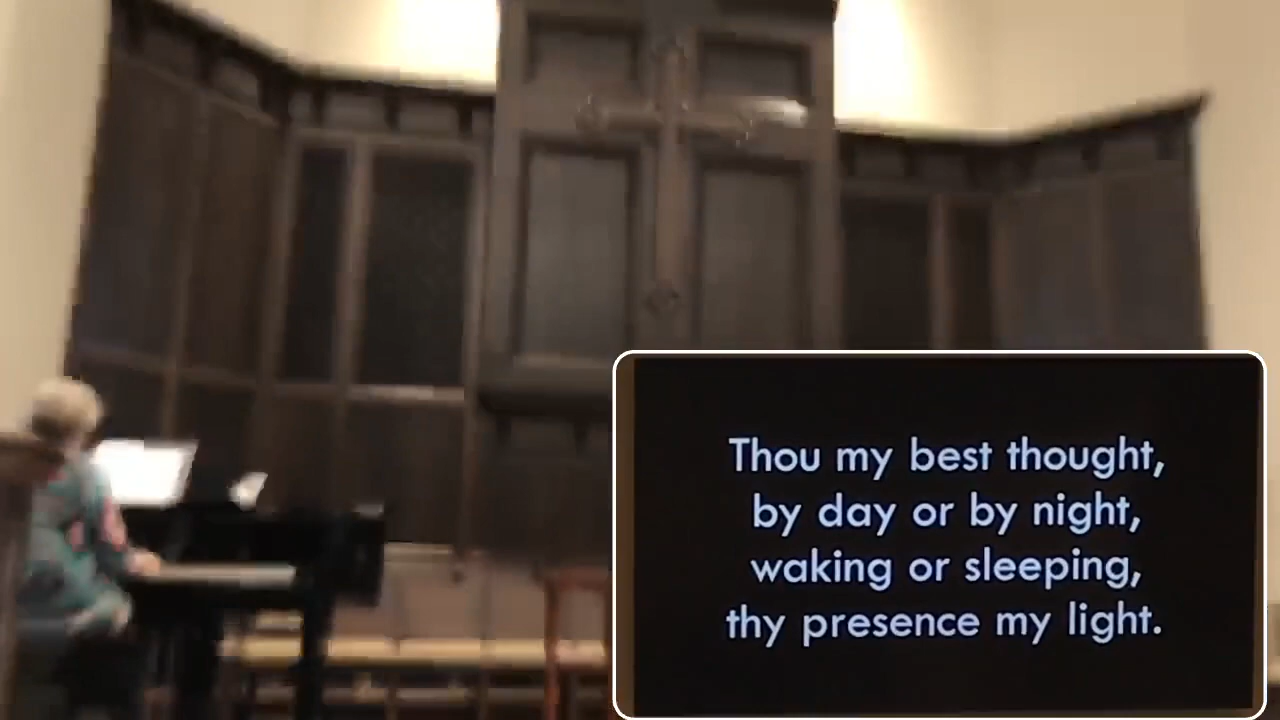 Thou my best thought,
by day or by night,
waking or sleeping,
thy presence my light.